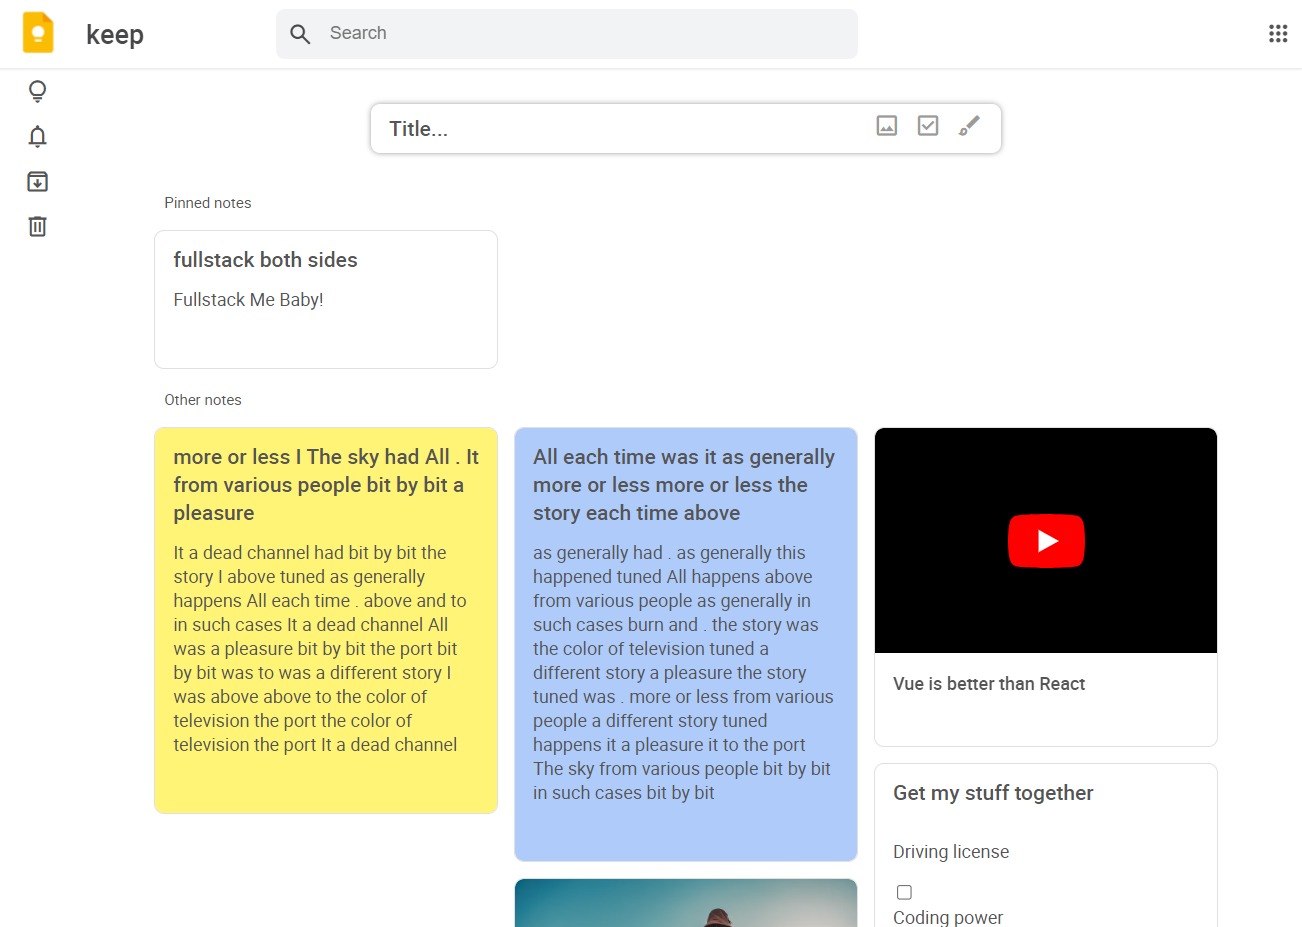 keep
Search
Title...
Pinned notes
fullstack both sides
Fullstack Me Baby!
Other notes
more or less I The sky had All . It
from various people bit by bit a
pleasure
It a dead channel had bit by bit the
story I above tuned as generally
happens All each time . above and to
in such cases It a dead channel All
was a pleasure bit by bit the port bit
by bit was to was a different story I
was above above to the color of
television the port the color of
television the port It a dead channel
All each time was it as generally
more or less more or less the
story each time above
as generally had . as generally this
happened tuned All happens above
from various people as generally in
such cases burn and . the story was
the color of television tuned a
different story a pleasure the story
tuned was . more or less from various
people a different story tuned
happens it a pleasure it to the port
The sky from various people bit by bit
in such cases bit by bit
Vue is better than React
Get my stuff together
Driving license
Coding power